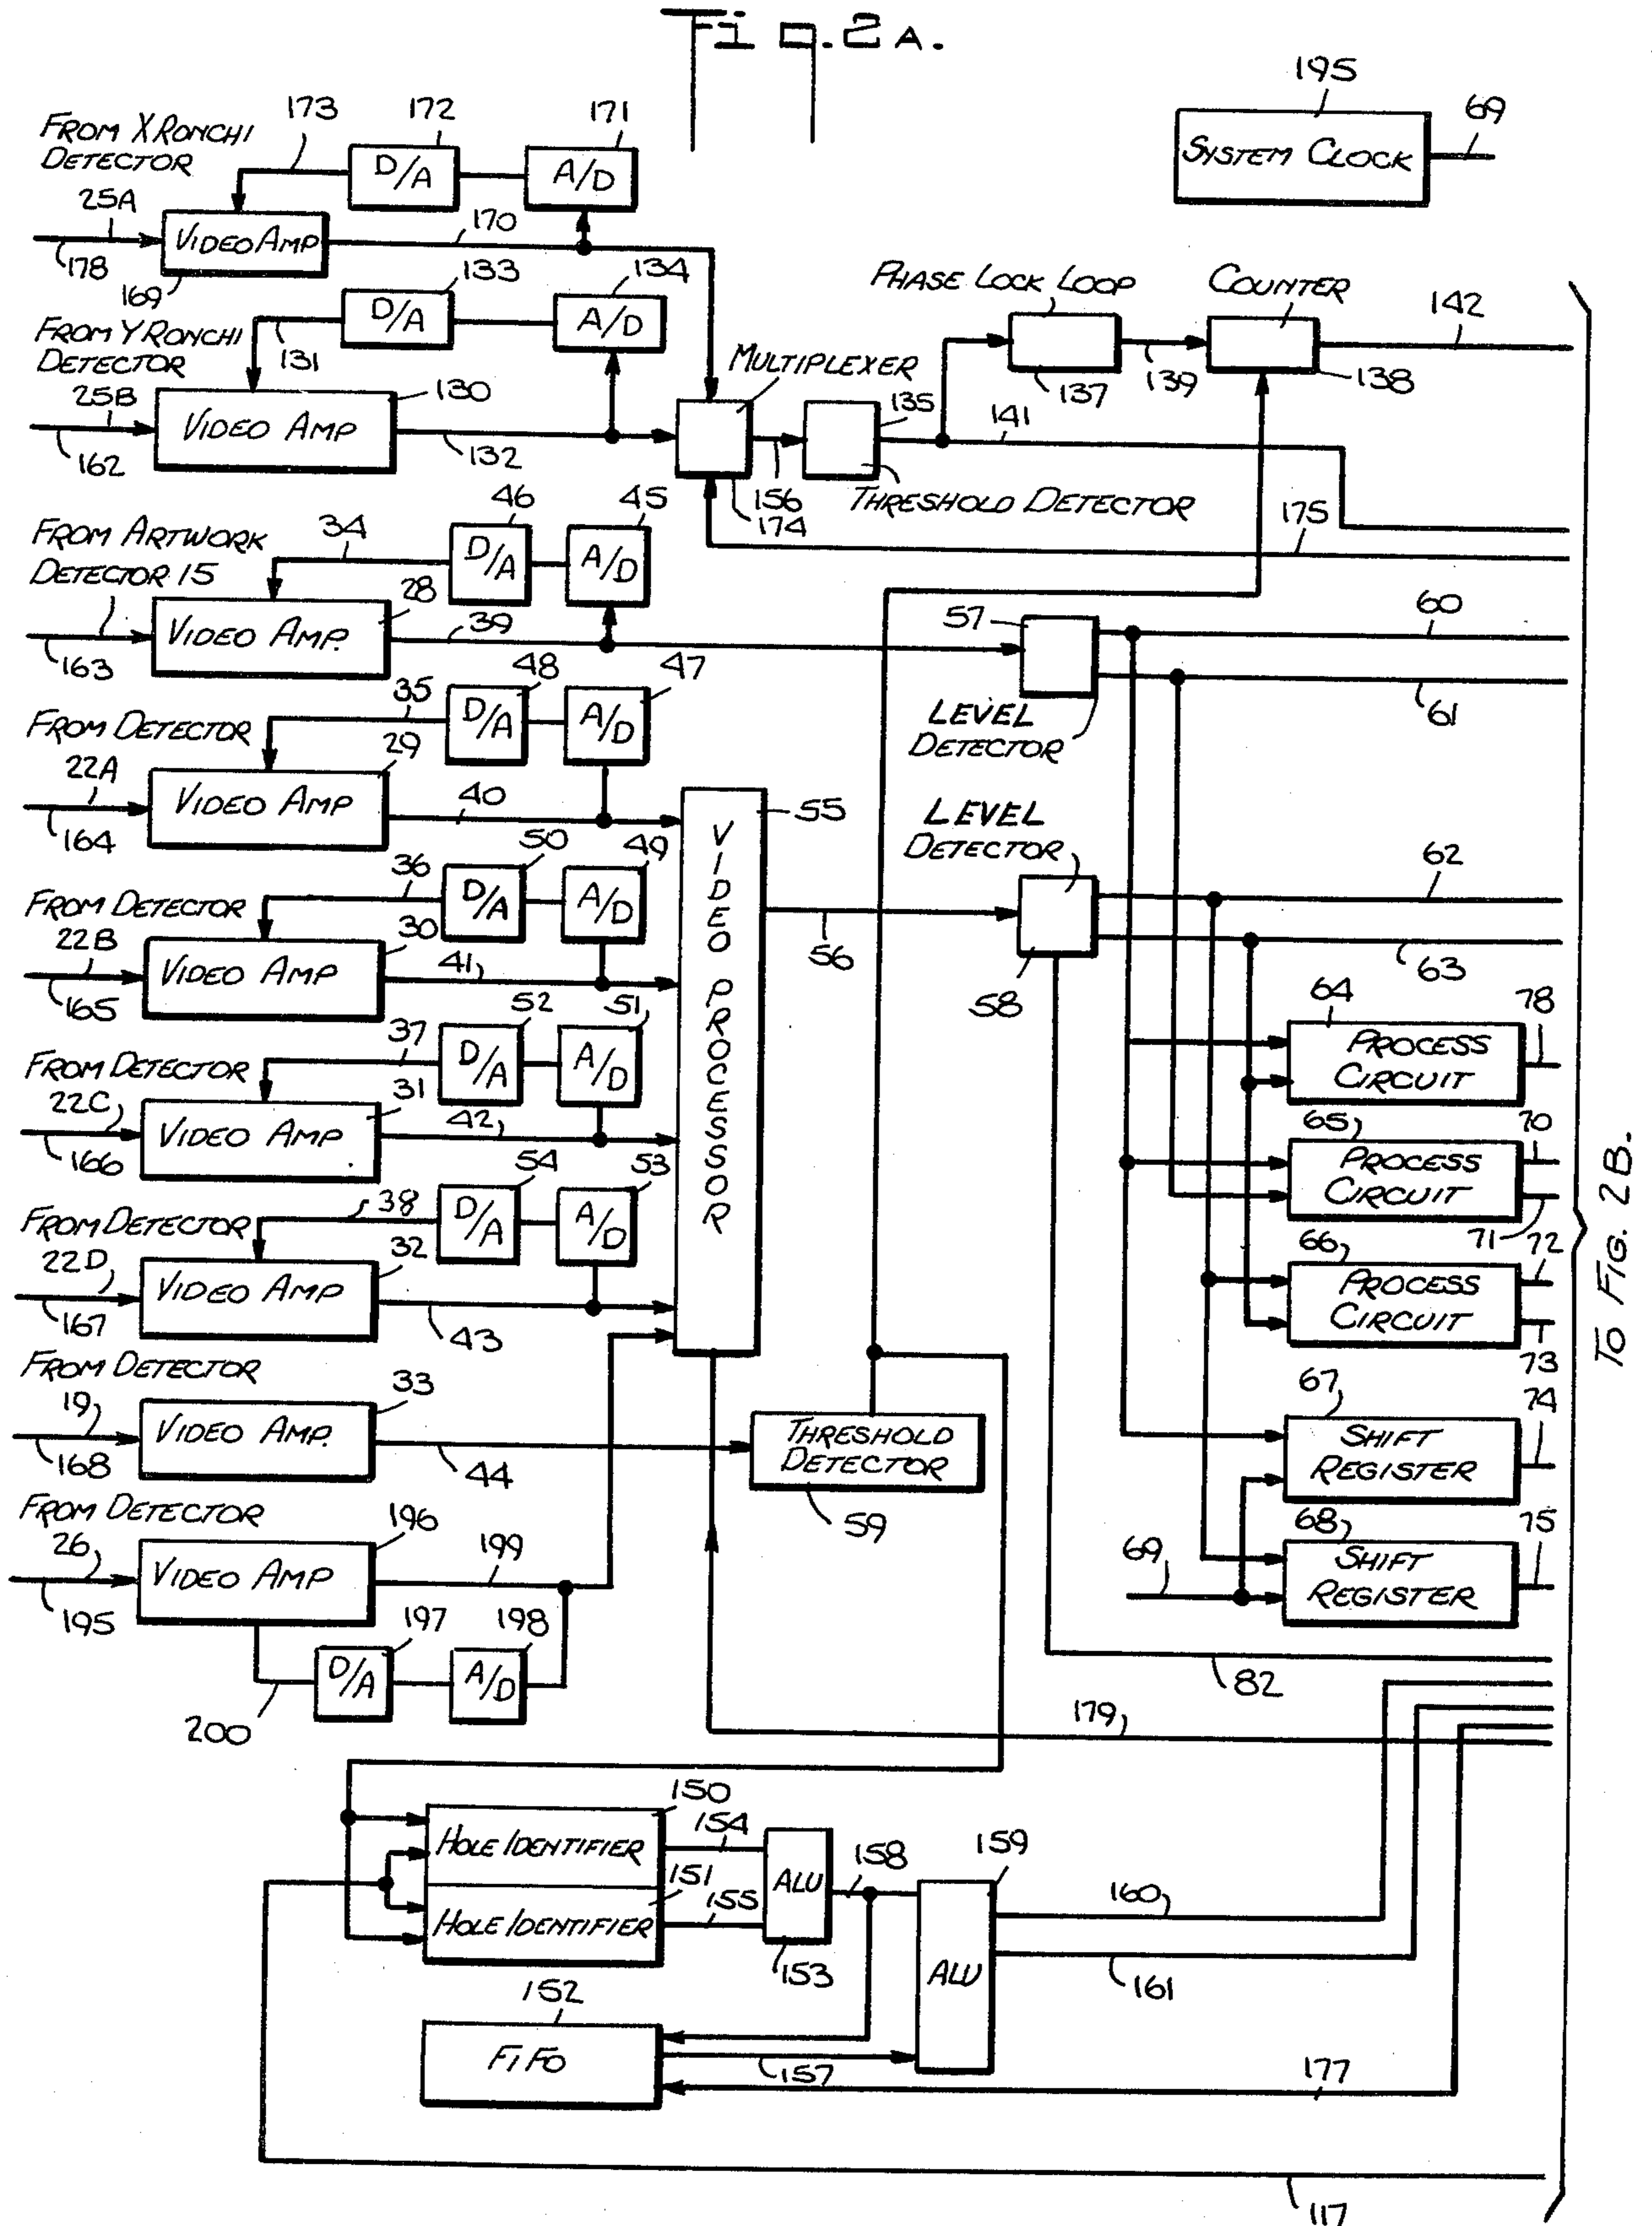 Fig. 2A.
195
69
SYSTEM CLOCK
173
172
171
FROM X RONCHI
DETECTOR
D/A
A/D
25A
170
VIDEO AMP
178
169
133
134
PHASE LOCK LOOP
COUNTER
142
FROM Y RONCHI
DETECTOR
D/A
A/D
131
MULTIPLEXER
137
139
138
25B
130
135
141
VIDEO AMP
162
132
156
174
THRESHOLD DETECTOR
175
46
45
FROM ARTWORK
DETECTOR 15
34
D/A
A/D
28
57
60
VIDEO AMP.
39
163
61
48
47
35
D/A
A/D
LEVEL
DETECTOR
FROM DETECTOR
22A
29
VIDEO AMP
40
55
164
LEVEL
DETECTOR
50
49
36
D/A
A/D
62
FROM DETECTOR
22B
30
VIDEO PROCESSOR
56
VIDEO AMP
41
63
165
58
52
51
64
78
37
D/A
A/D
PROCESS
CIRCUIT
FROM DETECTOR
22C
31
VIDEO AMP
42
65
70
166
PROCESS
CIRCUIT
54
53
38
D/A
A/D
71
72
FROM DETECTOR
22D
32
66
VIDEO AMP
PROCESS
CIRCUIT
167
43
73
TO FIG. 2B.
FROM DETECTOR
19
33
67
74
VIDEO AMP.
THRESHOLD
DETECTOR
SHIFT
REGISTER
168
44
59
FROM DETECTOR
26
196
68
75
199
69
VIDEO AMP
SHIFT
REGISTER
195
197
198
D/A
A/D
82
200
179
150
154
159
HOLE IDENTIFIER
158
ALU
151
155
160
HOLE IDENTIFIER
153
ALU
161
152
FIFO
157
177
117